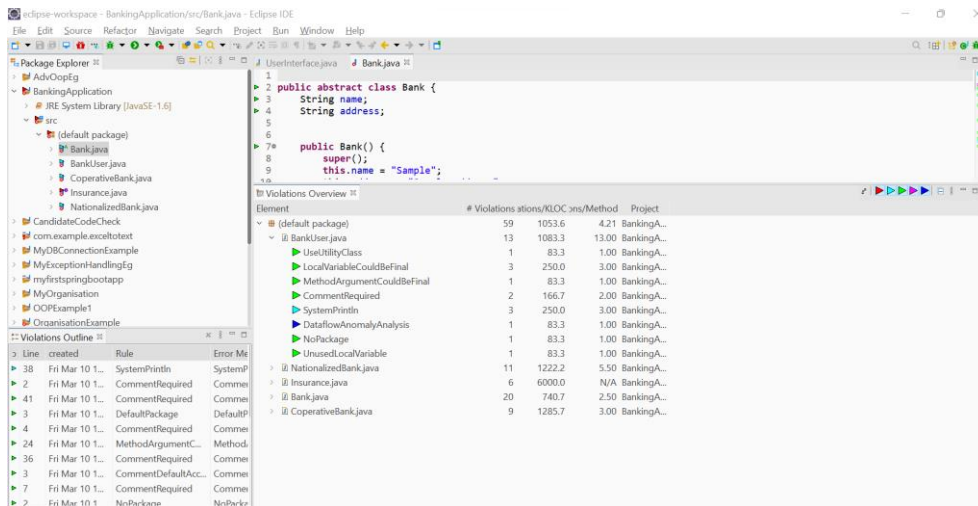 eclipse-workspace - BankingApplication/src/Bank.java - Eclipse IDE
File Edit Source Refactor Navigate Search Project Run Window Help
Package Explorer
AdvOopEg
BankingApplication
JRE System Library [JavaSE-1.6]
src
(default package)
Bank.java
BankUser.java
CoperativeBank.java
Insurance.java
NationalizedBank.java
CandidateCodeCheck
com.example.exceltotext
MyDBConnectionExample
MyExceptionHandlingEg
myfirstspringbootapp
MyOrganisation
OOPExample1
OrganisationExample
UserInterface.java Bank.java
1
2 public abstract class Bank {
3 String name;
4 String address;
5
6
7 public Bank() {
8 super();
9 this.name = "Sample";
Violations Overview
Element # Violations ations/KLOC ons/Method Project
(default package) 59 1053.6 4.21 BankingA...
BankUser.java 13 1083.3 13.00 BankingA...
UseUtilityClass 1 83.3 1.00 BankingA...
LocalVariableCouldBeFinal 3 250.0 3.00 BankingA...
MethodArgumentCouldBeFinal 1 83.3 1.00 BankingA...
CommentRequired 2 166.7 2.00 BankingA...
SystemPrintln 3 250.0 3.00 BankingA...
DataflowAnomalyAnalysis 1 83.3 1.00 BankingA...
NoPackage 1 83.3 1.00 BankingA...
UnusedLocalVariable 1 83.3 1.00 BankingA...
NationalizedBank.java 11 1222.2 5.50 BankingA...
Insurance.java 6 6000.0 N/A BankingA...
Bank.java 20 740.7 2.50 BankingA...
CoperativeBank.java 9 1285.7 3.00 BankingA...
Violations Outline
Line created Rule Error Me
38 Fri Mar 10 1... SystemPrintln SystemP
2 Fri Mar 10 1... CommentRequired Commen
41 Fri Mar 10 1... CommentRequired Commen
3 Fri Mar 10 1... DefaultPackage DefaultP
4 Fri Mar 10 1... CommentRequired Commen
24 Fri Mar 10 1... MethodArgumentC... Method
36 Fri Mar 10 1... CommentRequired Commen
3 Fri Mar 10 1... CommentDefaultAcc... Commen
7 Fri Mar 10 1... CommentRequired Commen
2 Fri Mar 10 1... NoPackage NoPacka